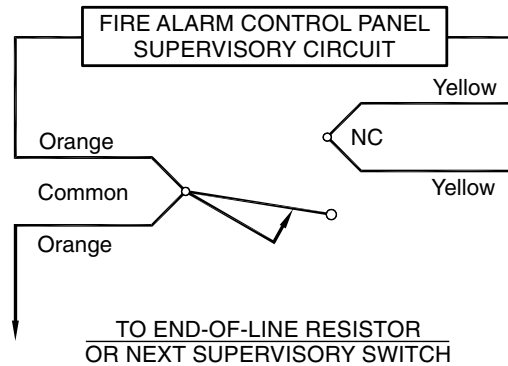 FIRE ALARM CONTROL PANEL
SUPERVISORY CIRCUIT
Yellow
Orange
NC
Common
Yellow
Orange
TO END-OF-LINE RESISTOR
OR NEXT SUPERVISORY SWITCH